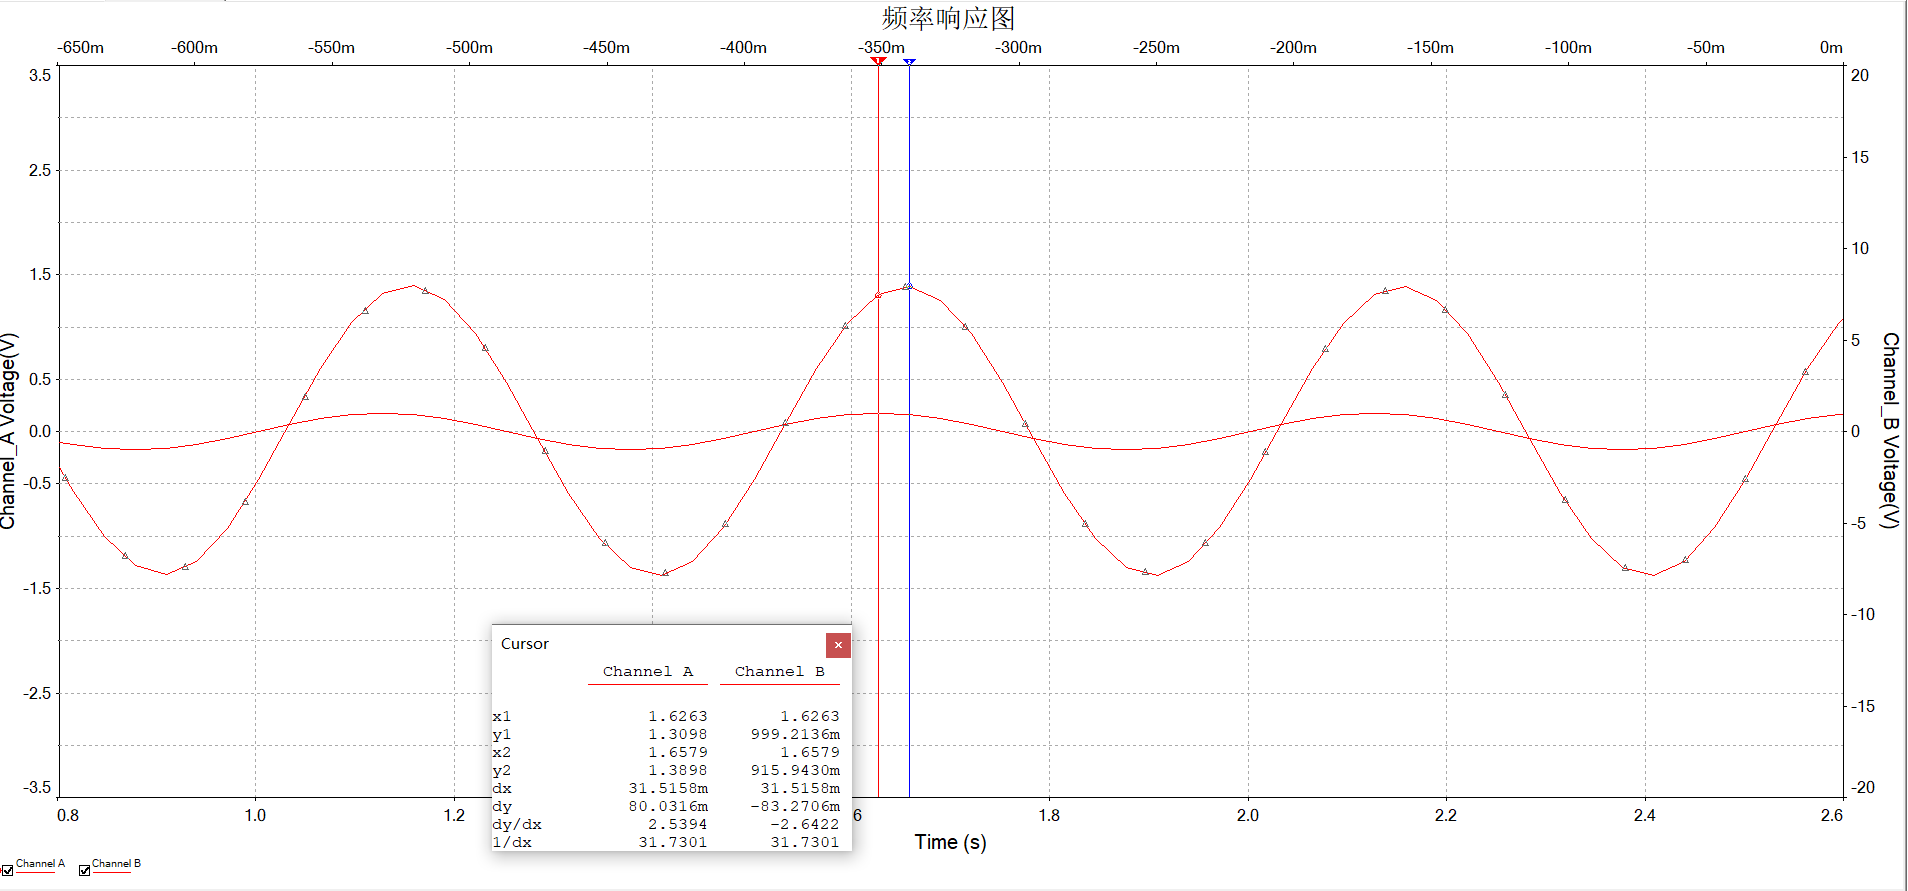 频率响应图
-650m -600m -550m -500m -450m -400m -350m -300m -250m -200m -150m -100m -50m 0m
3.5
2.5
1.5
0.5
0.0
-0.5
-1.5
-2.5
-3.5
Channel_A Voltage(V)
20
15
10
5
0
-5
-10
-15
-20
Channel_B Voltage(V)
Cursor
Channel A Channel B
x1 1.6263 1.6263
y1 1.3098 999.2136m
x2 1.6579 1.6579
y2 1.3898 915.9430m
dx 31.5158m 31.5158m
dy 80.0316m -83.2706m
dy/dx 2.5394 -2.6422
1/dx 31.7301 31.7301
0.8 1.0 1.2 6 1.8 2.0 2.2 2.4 2.6
Time (s)
Channel A Channel B